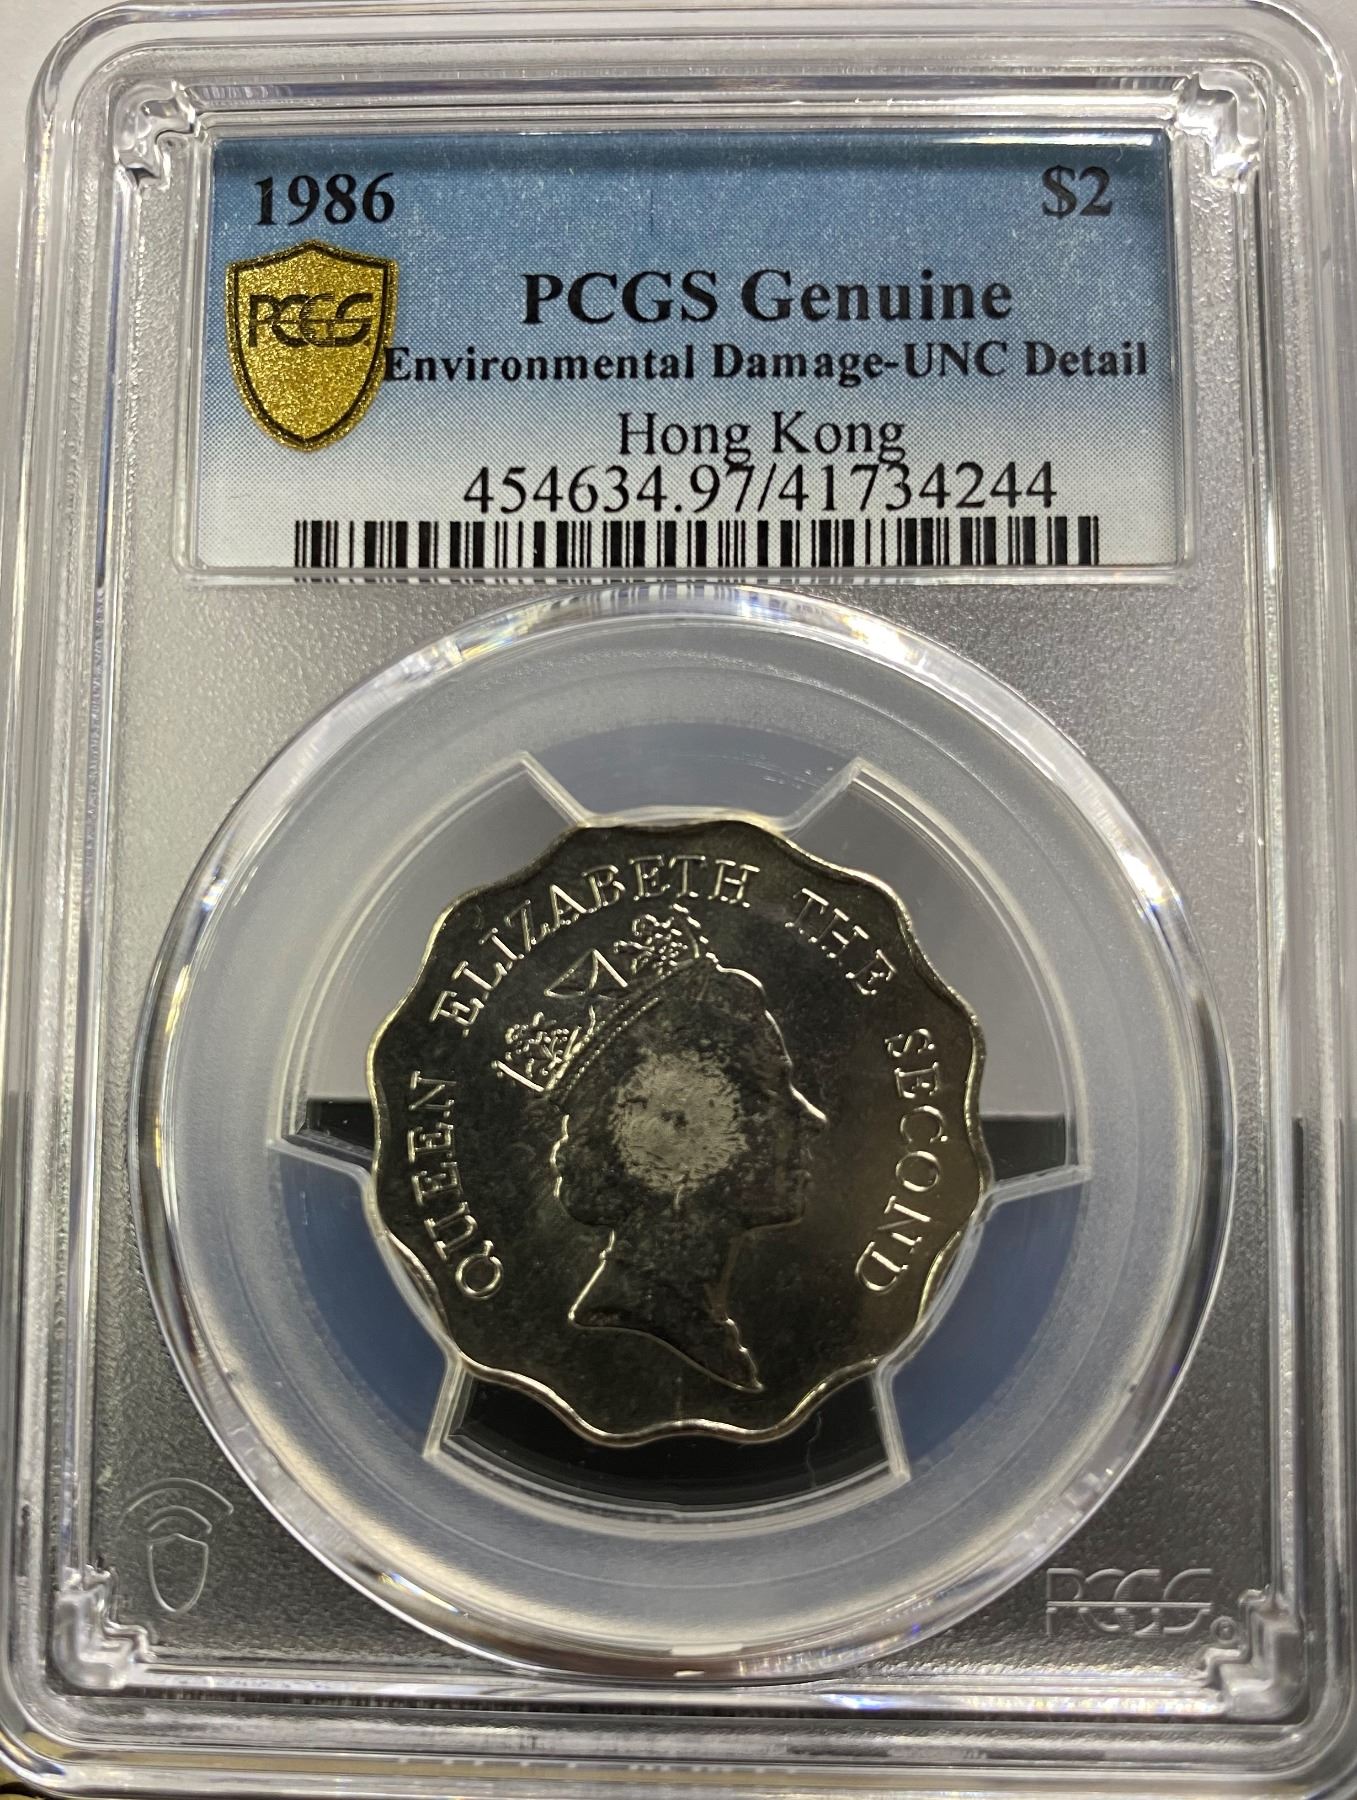 1986 $2
PCGS
PCGS Genuine
Environmental Damage-UNC Detail
Hong Kong
454634.97/41734244
QUEEN ELIZABETH THE SECOND
PCGS